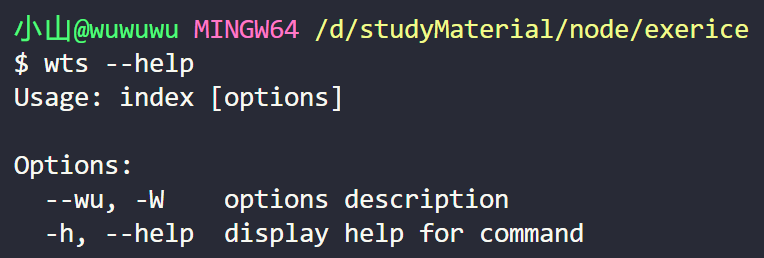 小山@wuwuwu MINGW64 /d/studyMaterial/node/exerice
$ wts --help
Usage: index [options]

Options:
  --wu, -W    options description
  -h, --help  display help for command